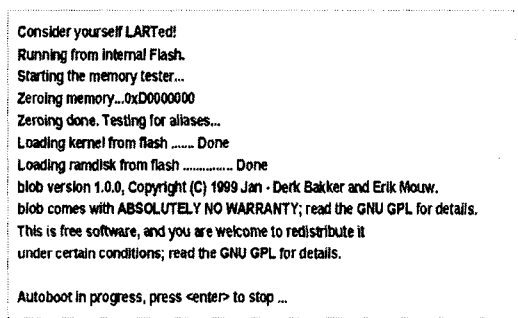 Consider yourself LARTed!
Running from internal Flash.
Starting the memory tester...
Zeroing memory...0xD0000000
Zeroing done. Testing for aliases...
Loading kernel from flash ....... Done
Loading ramdisk from flash .............. Done
blob version 1.0.0, Copyright (C) 1999 Jan - Derk Bakker and Erik Mouw.
blob comes with ABSOLUTELY NO WARRANTY; read the GNU GPL for details.
This is free software, and you are welcome to redistribute it
under certain conditions; read the GNU GPL for details.
Autoboot in progress, press <enter> to stop ...